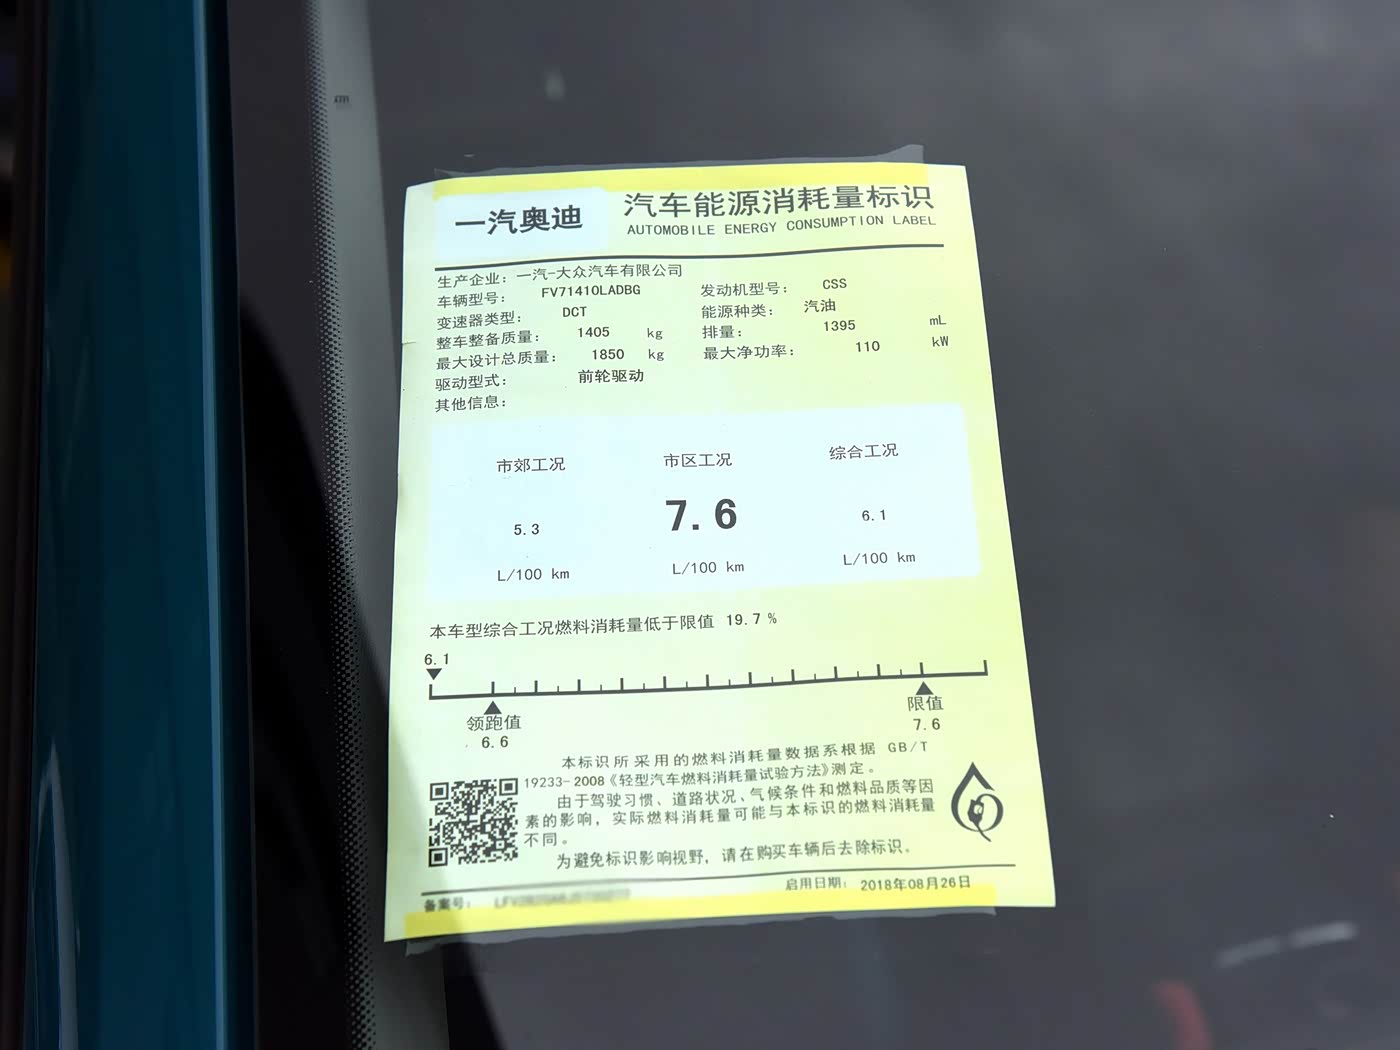 一汽奥迪
汽车能源消耗量标识
AUTOMOBILE ENERGY CONSUMPTION LABEL
生产企业: 一汽-大众汽车有限公司
车辆型号: FV71410LADBG 发动机型号: CSS
变速器类型: DCT 能源种类: 汽油
整车整备质量: 1405 kg 排量: 1395 mL
最大设计总质量: 1850 kg 最大净功率: 110 kW
驱动型式: 前轮驱动
其他信息:
市郊工况 市区工况 综合工况
5.3 7.6 6.1
L/100 km L/100 km L/100 km
本车型综合工况燃料消耗量低于限值 19.7 %
6.1
领跑值 限值
6.6 7.6
本标识所采用的燃料消耗量数据系根据 GB/T
19233-2008《轻型汽车燃料消耗量试验方法》测定。
由于驾驶习惯、道路状况、气候条件和燃料品质等因
素的影响, 实际燃料消耗量可能与本标识的燃料消耗量
不同。
为避免标识影响视野, 请在购买车辆后去除标识。
备案号: 启用日期: 2018年08月26日